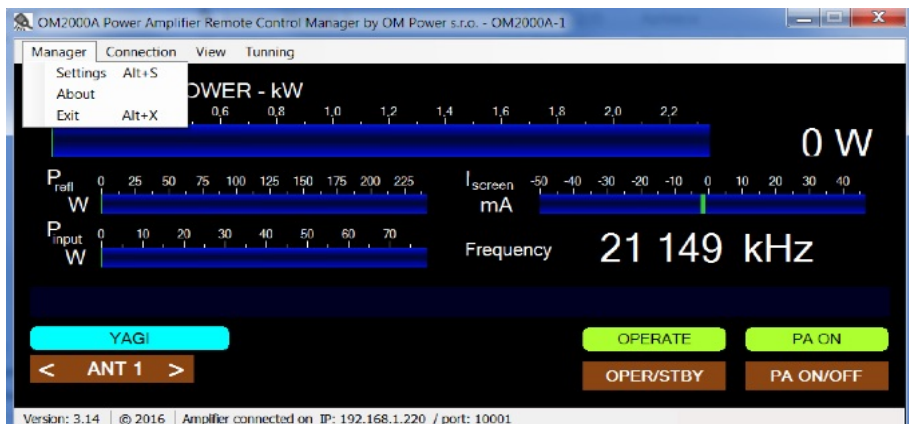 OM2000A Power Amplifier Remote Control Manager by OM Power s.r.o. - OM2000A-1
Manager Connection View Tunning
Settings Alt+S
About
Exit Alt+X
OWER - kW
0,6 0,8 1,0 1,2 1,4 1,6 1,8 2,0 2,2
0 W
Prefl W 0 25 50 75 100 125 150 175 200 225
Iscreen mA -50 -40 -30 -20 -10 0 10 20 30 40
Pinput W 0 10 20 30 40 50 60 70
Frequency 21 149 kHz
YAGI OPERATE PA ON
< ANT 1 > OPER/STBY PA ON/OFF
Version: 3.14 © 2016 Amplifier connected on IP: 192.168.1.220 / port: 10001